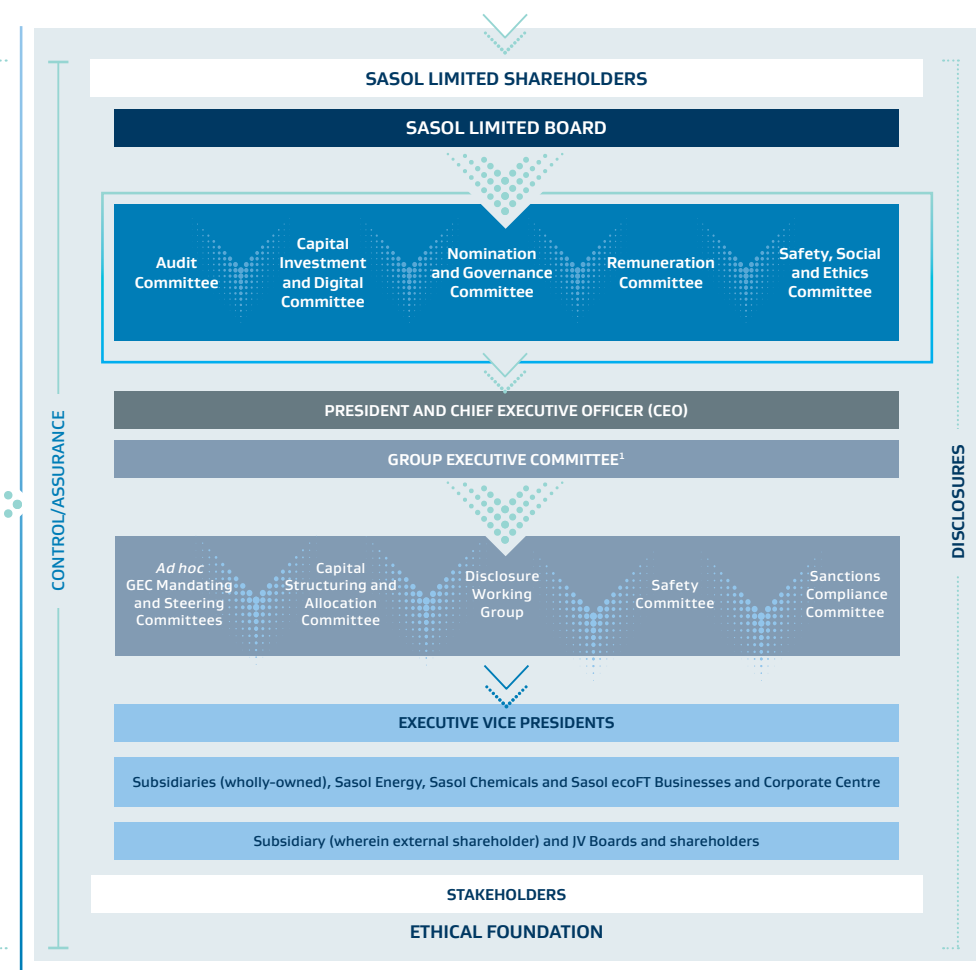 SASOL LIMITED SHAREHOLDERS
SASOL LIMITED BOARD
Audit
Committee
Capital
Investment
and Digital
Committee
Nomination
and Governance
Committee
Remuneration
Committee
Safety, Social
and Ethics
Committee
PRESIDENT AND CHIEF EXECUTIVE OFFICER (CEO)
GROUP EXECUTIVE COMMITTEE¹
CONTROL/ASSURANCE
DISCLOSURES
Ad hoc
GEC Mandating
and Steering
Committees
Capital
Structuring and
Allocation
Committee
Disclosure
Working
Group
Safety
Committee
Sanctions
Compliance
Committee
EXECUTIVE VICE PRESIDENTS
Subsidiaries (wholly-owned), Sasol Energy, Sasol Chemicals and Sasol ecoFT Businesses and Corporate Centre
Subsidiary (wherein external shareholder) and JV Boards and shareholders
STAKEHOLDERS
ETHICAL FOUNDATION